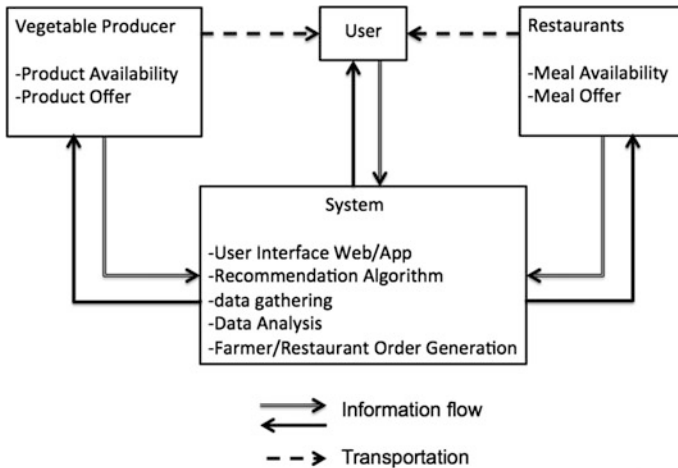 Vegetable Producer
-Product Availability
-Product Offer
User
Restaurants
-Meal Availability
-Meal Offer
System
-User Interface Web/App
-Recommendation Algorithm
-data gathering
-Data Analysis
-Farmer/Restaurant Order Generation
Information flow
Transportation